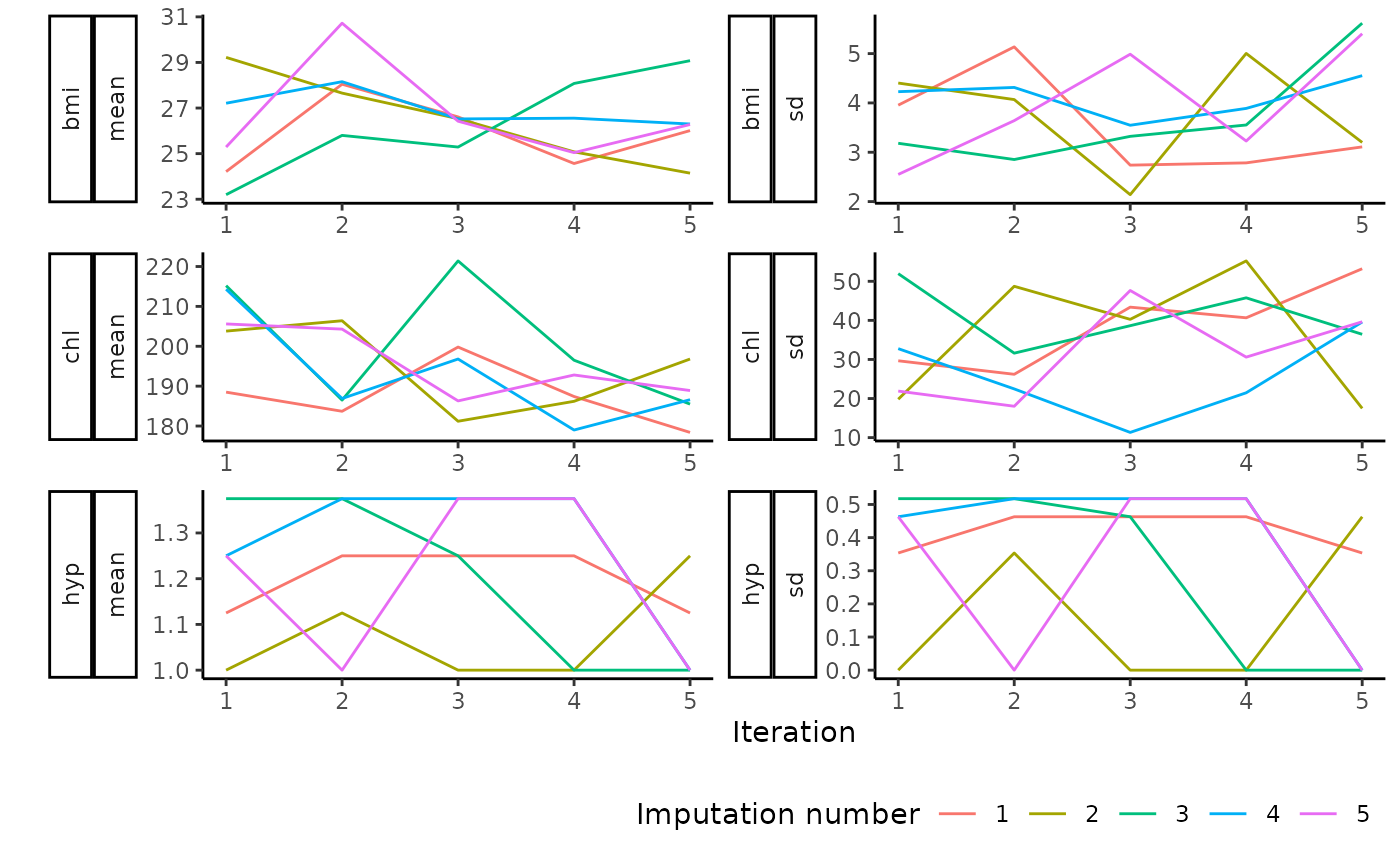 bmi mean 31 29 27 25 23
bmi sd 5 4 3 2
1 2 3 4 5 1 2 3 4 5
chl mean 220 210 200 190 180
chl sd 50 40 30 20 10
1 2 3 4 5 1 2 3 4 5
hyp mean 1.3 1.2 1.1 1.0
hyp sd 0.5 0.4 0.3 0.2 0.1 0.0
1 2 3 4 5 1 2 3 4 5
Iteration
Imputation number 1 2 3 4 5